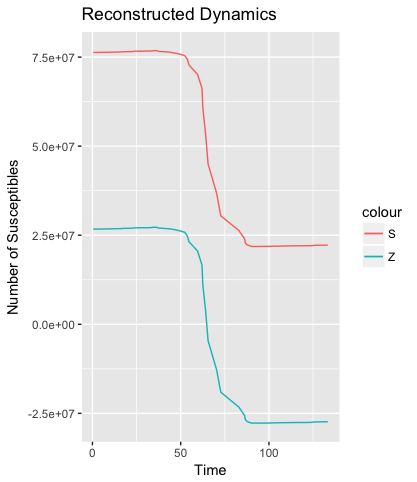 Reconstructed Dynamics
7.5e+07
5.0e+07
2.5e+07
0.0e+00
-2.5e+07
Number of Susceptibles
0
50
100
Time
colour
S
Z